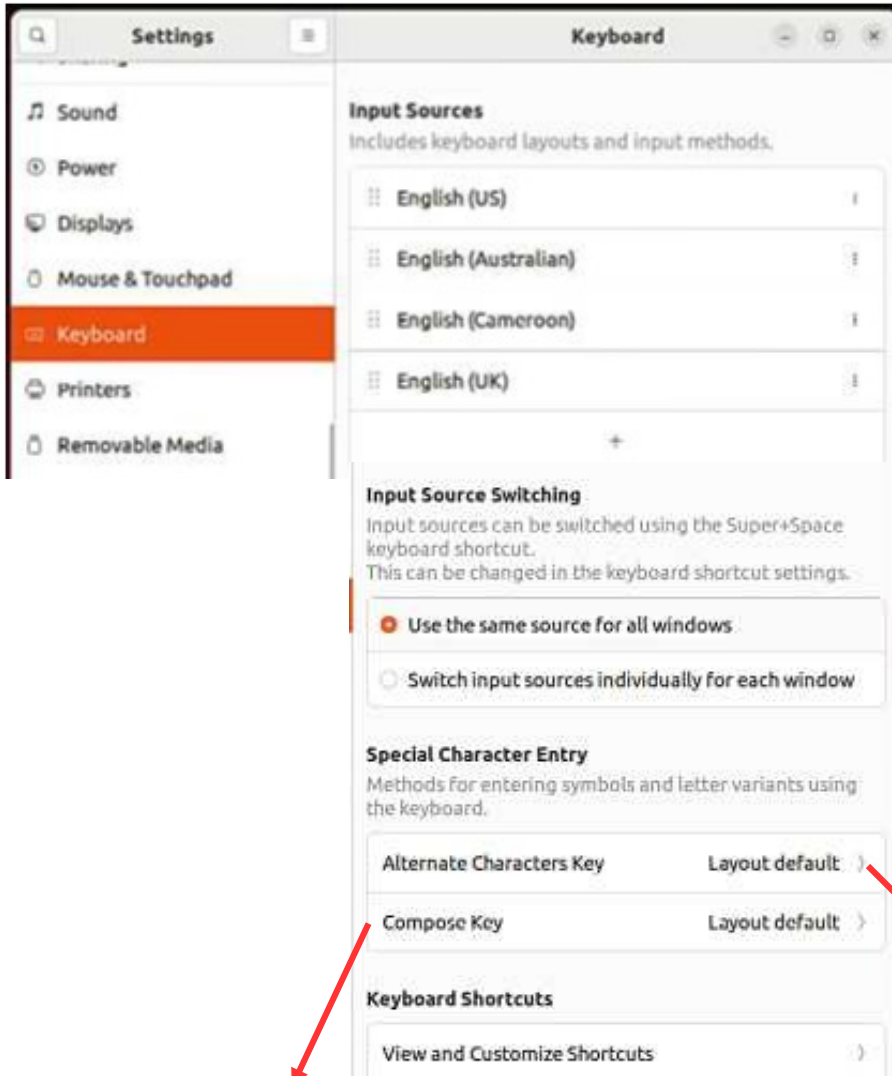 Settings
Keyboard
Sound
Power
Displays
Mouse & Touchpad
Keyboard
Printers
Removable Media
Input Sources
Includes keyboard layouts and input methods.
English (US)
English (Australian)
English (Cameroon)
English (UK)
+
Input Source Switching
Input sources can be switched using the Super+Space
keyboard shortcut.
This can be changed in the keyboard shortcut settings.
Use the same source for all windows
Switch input sources individually for each window
Special Character Entry
Methods for entering symbols and letter variants using
the keyboard.
Alternate Characters Key Layout default
Compose Key Layout default
Keyboard Shortcuts
View and Customize Shortcuts